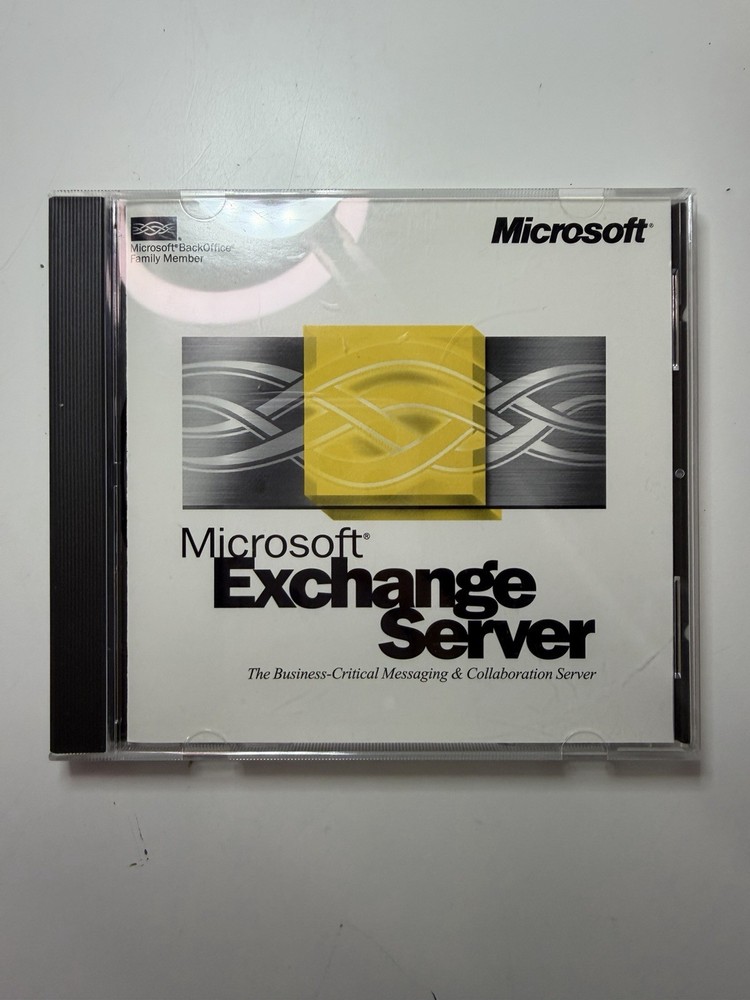 Microsoft®BackOffice®
Family Member
Microsoft®
Microsoft®
Exchange
Server
The Business-Critical Messaging & Collaboration Server